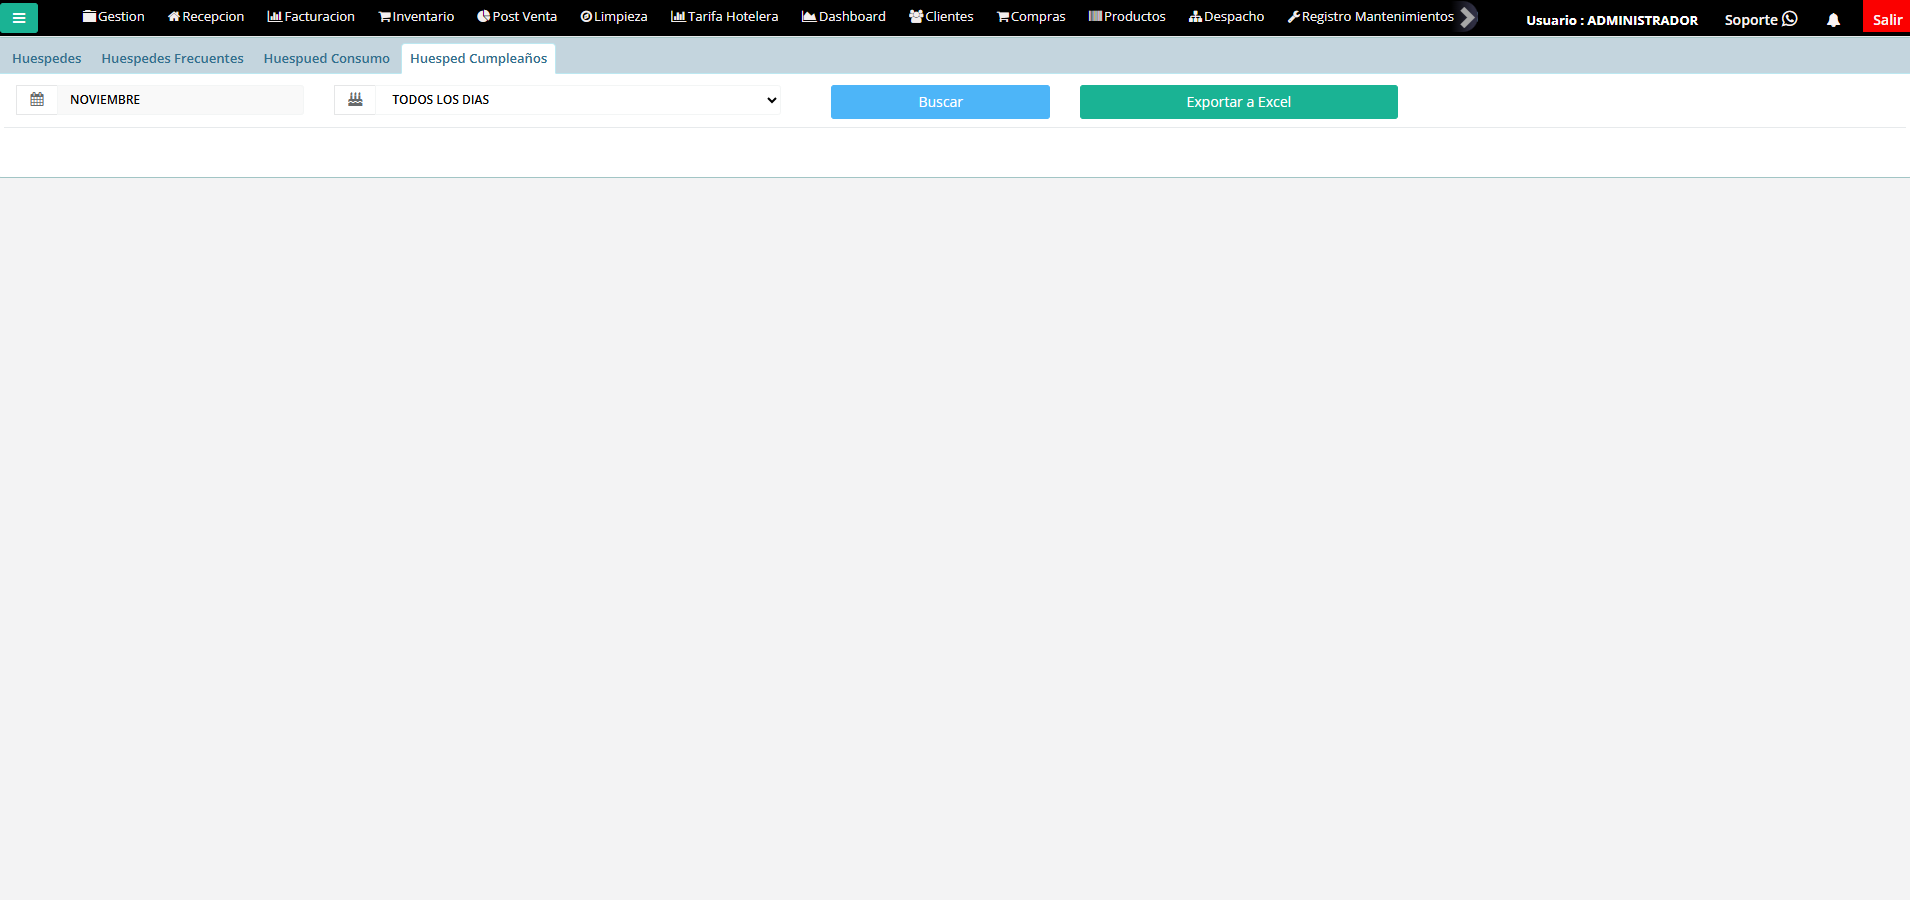 Gestion Recepcion Facturacion Inventario Post Venta Limpieza Tarifa Hotelera Dashboard Clientes Compras Productos Despacho Registro Mantenimientos Usuario : ADMINISTRADOR Soporte Salir
Huespedes Huespedes Frecuentes Huespued Consumo Huesped Cumpleaños
NOVIEMBRE TODOS LOS DIAS Buscar Exportar a Excel